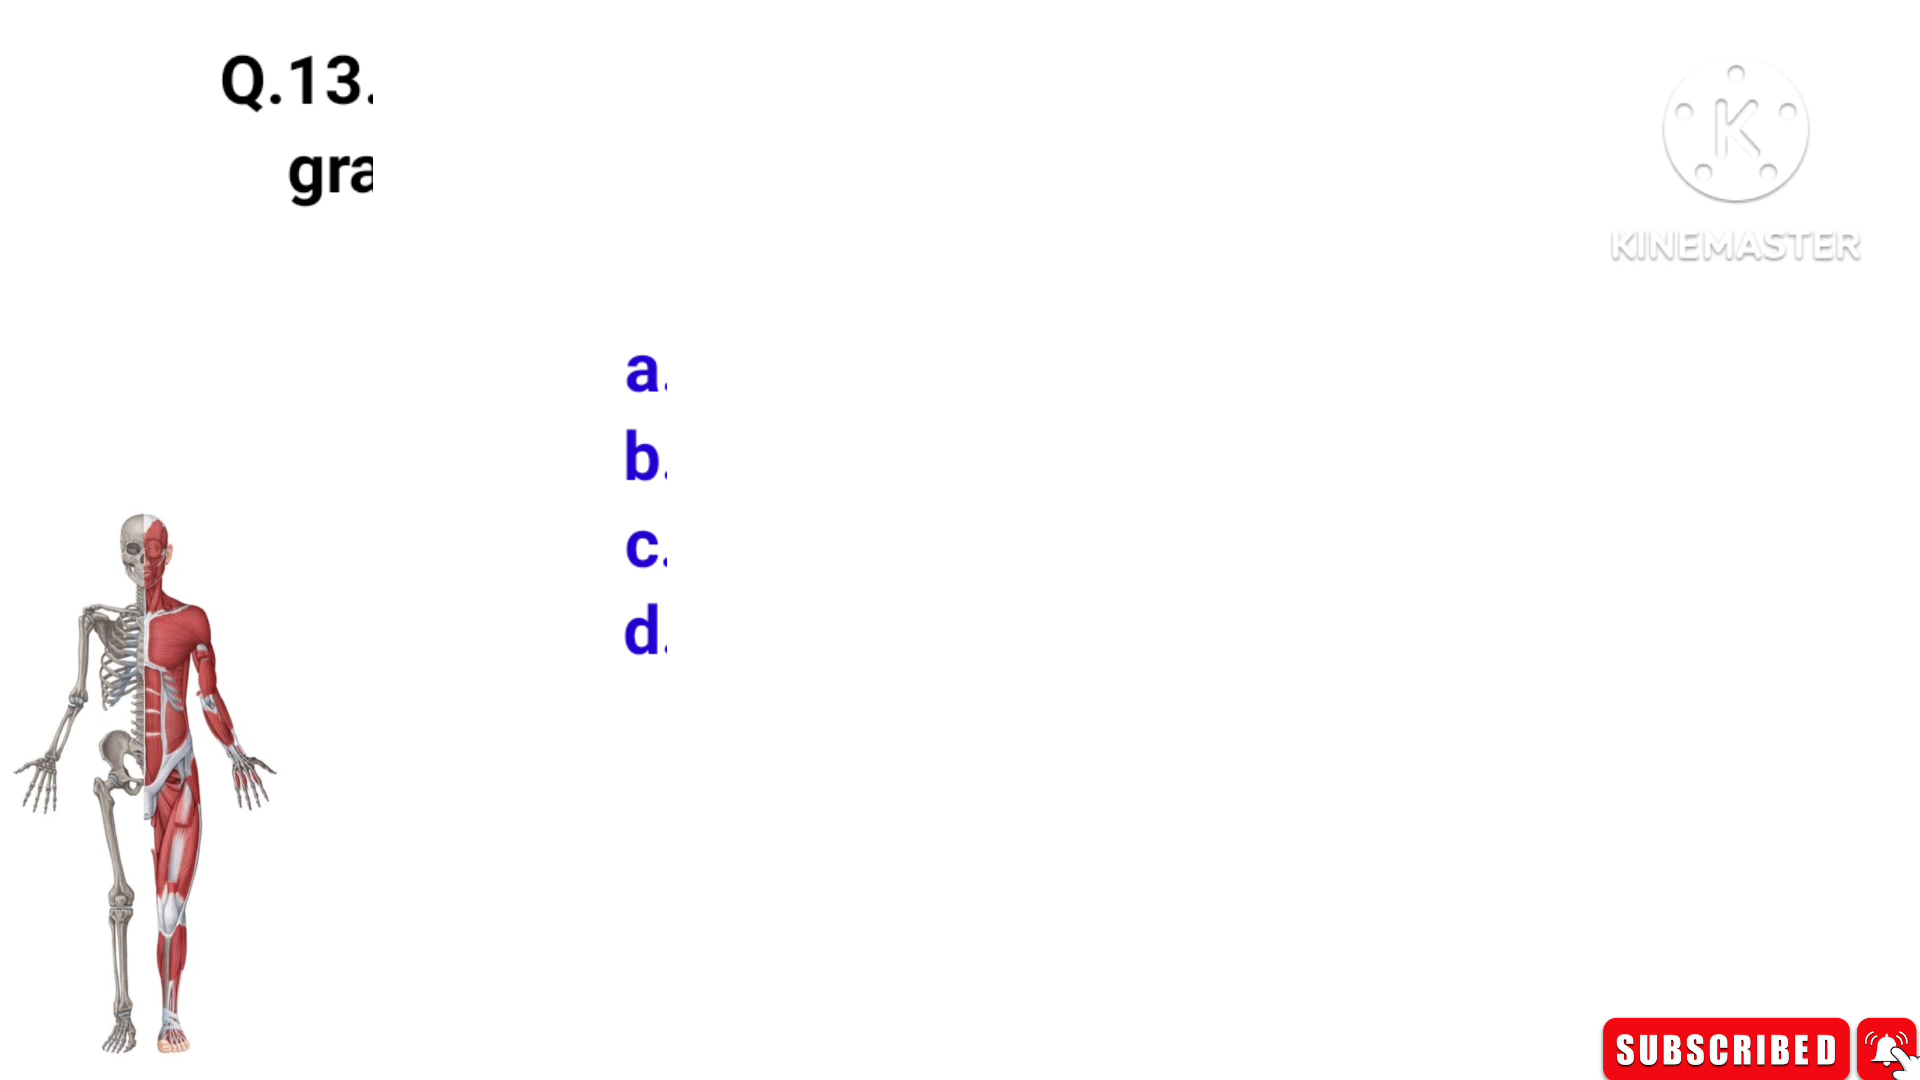 Q.13.
gra
K
KINEMASTER
a.
b.
c.
d.
SUBSCRIBED